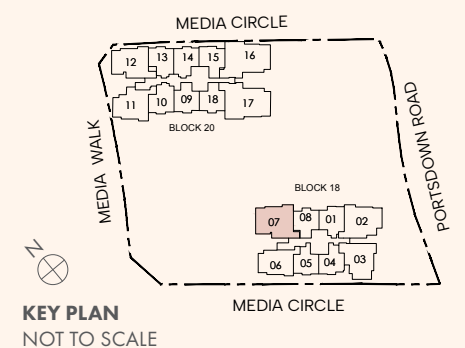 MEDIA CIRCLE
12 13 14 15 16
11 10 09 18 17
BLOCK 20
MEDIA WALK
PORTSDOWN ROAD
BLOCK 18
07 08 01 02
06 05 04 03
MEDIA CIRCLE
N
KEY PLAN
NOT TO SCALE